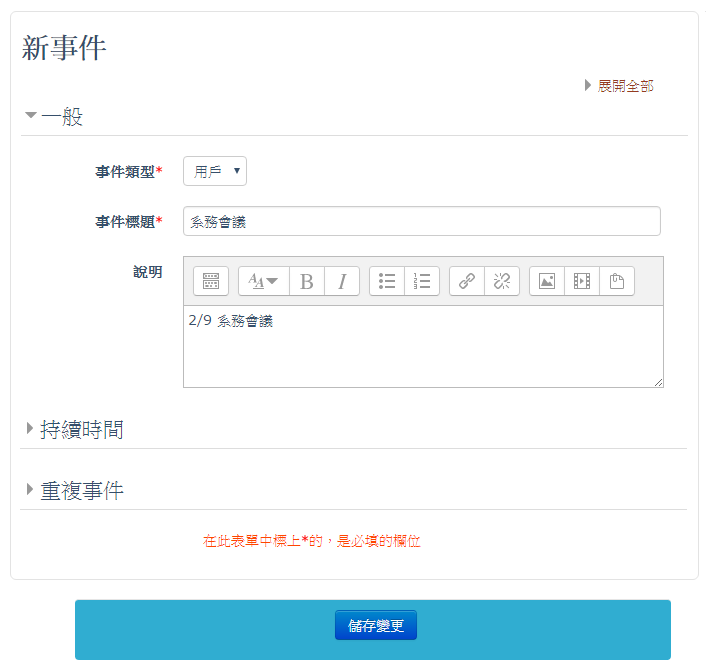 新事件
展開全部
一般
事件類型* 用戶
事件標題* 系務會議
說明
2/9 系務會議
持續時間
重複事件
在此表單中標上*的，是必填的欄位
儲存變更